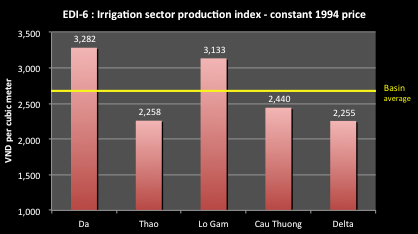 EDI-6 : Irrigation sector production index - constant 1994 price
VND per cubic meter
3,500
3,000
2,500
2,000
1,500
1,000
3,282
2,258
3,133
2,440
2,255
Basin
average
Da
Thao
Lo Gam
Cau Thuong
Delta